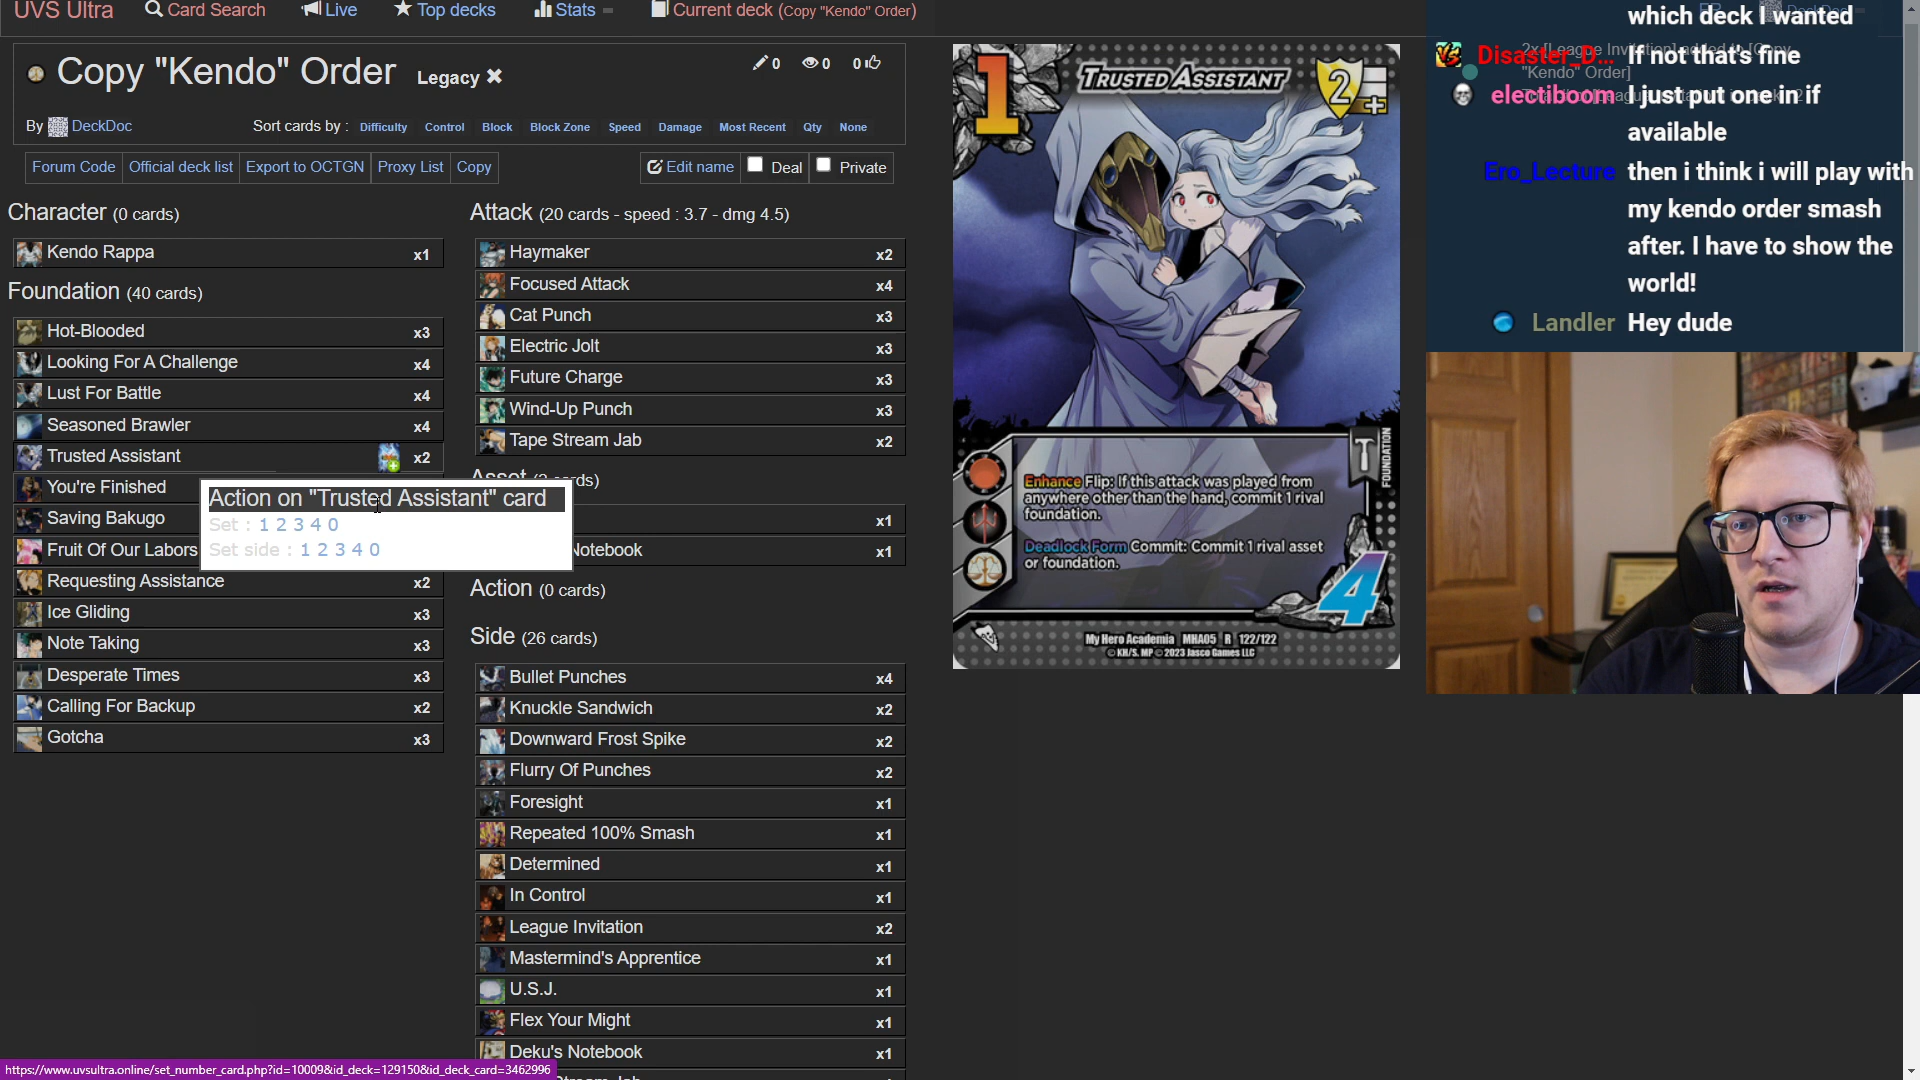 UVS Ultra
Card Search
Live
Top decks
Stats
Current deck (Copy "Kendo" Order)
Copy "Kendo" Order Legacy
0 0 0
By DeckDoc
Sort cards by : Difficulty Control Block Block Zone Speed Damage Most Recent Qty None
Forum Code Official deck list Export to OCTGN Proxy List Copy
Edit name Deal Private
Character (0 cards)
Kendo Rappa x1
Foundation (40 cards)
Hot-Blooded x3
Looking For A Challenge x4
Lust For Battle x4
Seasoned Brawler x4
Trusted Assistant x2
You're Finished
Saving Bakugo
Fruit Of Our Labors
Requesting Assistance x2
Ice Gliding x3
Note Taking x3
Desperate Times x3
Calling For Backup x2
Gotcha x3
Action on "Trusted Assistant" card
Set : 1 2 3 4 0
Set side : 1 2 3 4 0
Attack (20 cards - speed : 3.7 - dmg 4.5)
Haymaker x2
Focused Attack x4
Cat Punch x3
Electric Jolt x3
Future Charge x3
Wind-Up Punch x3
Tape Stream Jab x2
x1
Notebook x1
Action (0 cards)
Side (26 cards)
Bullet Punches x4
Knuckle Sandwich x2
Downward Frost Spike x2
Flurry Of Punches x2
Foresight x1
Repeated 100% Smash x1
Determined x1
In Control x1
League Invitation x2
Mastermind's Apprentice x1
U.S.J. x1
Flex Your Might x1
Deku's Notebook x1
https://www.uvsultra.online/set_number_card.php?id=10009&id_deck=129150&id_deck_card=3462996
1
TRUSTED ASSISTANT
2
+
FOUNDATION
Enhance Flip: If this attack was played from
anywhere other than the hand, commit 1 rival
foundation.
Deadlock Form Commit: Commit 1 rival asset
or foundation.
4
My Hero Academia MHA05 R 122/122
© KH/S. MP © 2023 Jasco Games LLC
which deck I wanted
Disaster_D... If not that's fine
electiboom I just put one in if
available
Ero_Lecture then i think i will play with
my kendo order smash
after. I have to show the
world!
Landler Hey dude